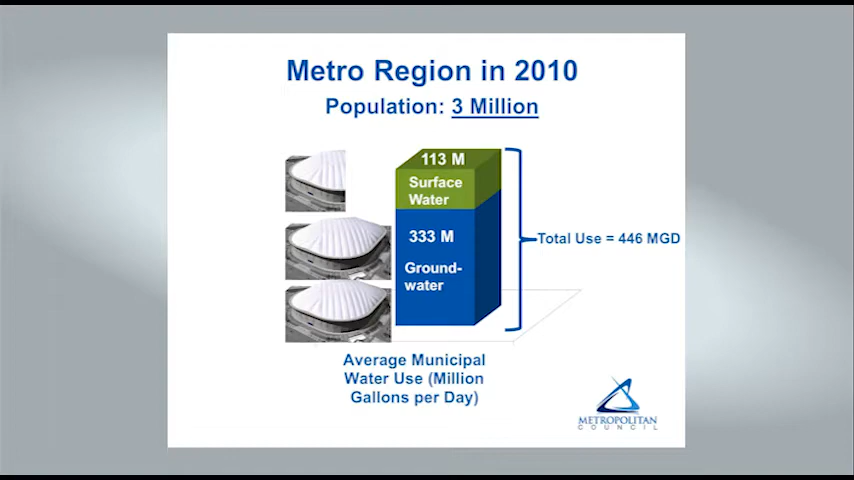 Metro Region in 2010
Population: 3 Million
113 M
Surface
Water
333 M
Ground-
water
Total Use = 446 MGD
Average Municipal
Water Use (Million
Gallons per Day)
METROPOLITAN
COUNCIL